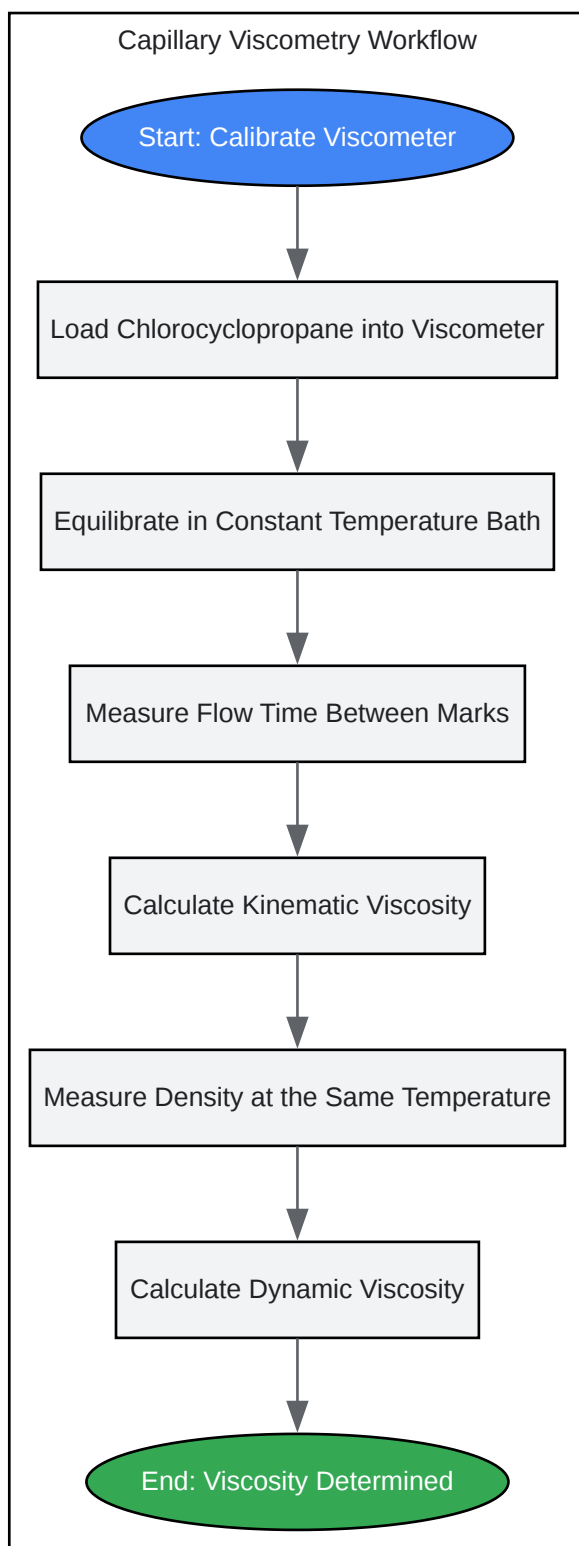 Capillary Viscometry Workflow
Start: Calibrate Viscometer
Load Chlorocyclopropane into Viscometer
Equilibrate in Constant Temperature Bath
Measure Flow Time Between Marks
Calculate Kinematic Viscosity
Measure Density at the Same Temperature
Calculate Dynamic Viscosity
End: Viscosity Determined